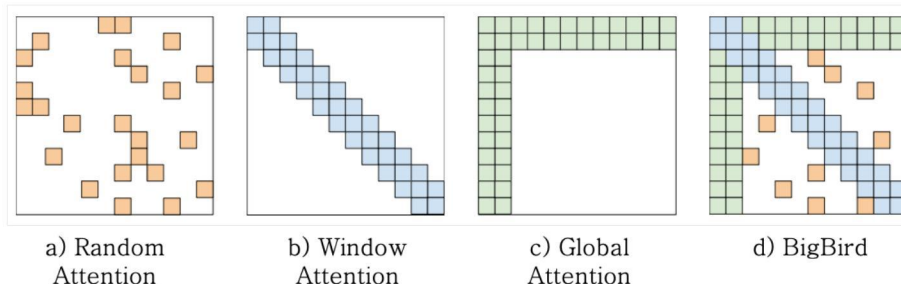 a) Random
Attention
b) Window
Attention
c) Global
Attention
d) BigBird